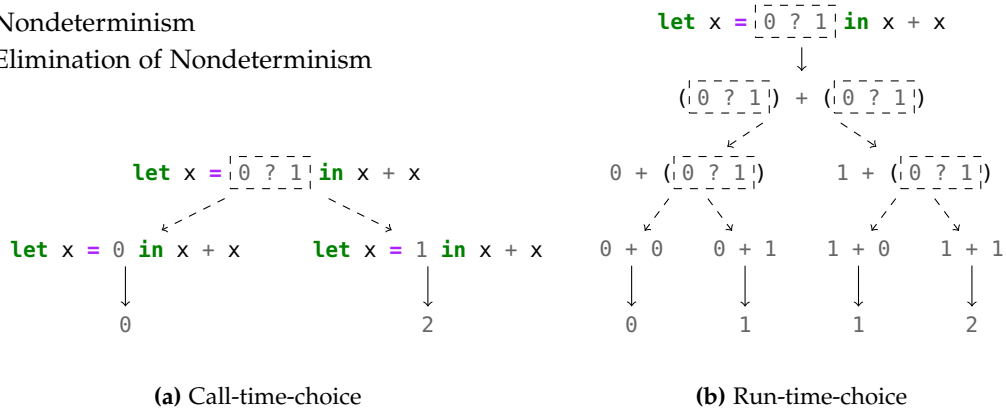 Nondeterminism
Elimination of Nondeterminism
let x = 0 ? 1 in x + x
let x = 0 in x + x
let x = 1 in x + x
0
2
(a) Call-time-choice
let x = 0 ? 1 in x + x
(0 ? 1) + (0 ? 1)
0 + (0 ? 1)
1 + (0 ? 1)
0 + 0
0 + 1
1 + 0
1 + 1
0
1
1
2
(b) Run-time-choice